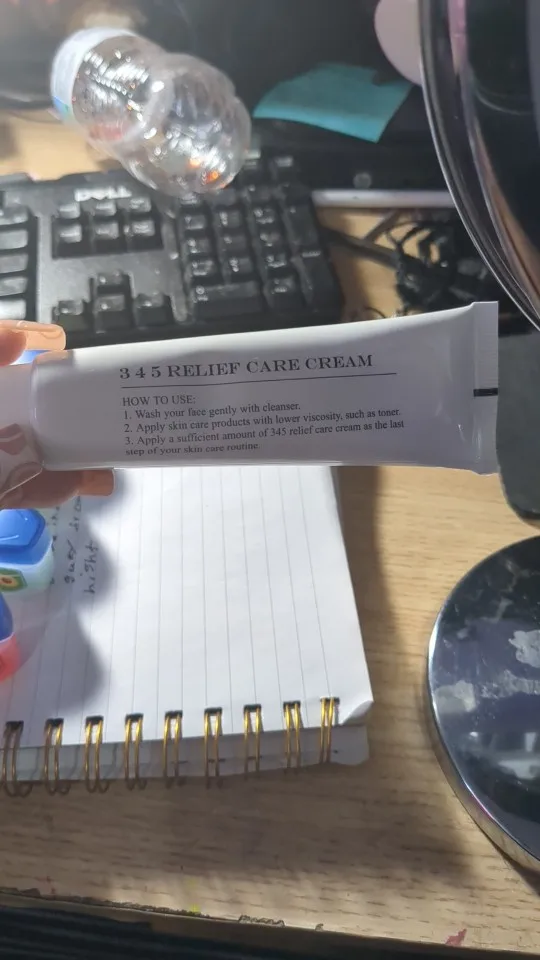 DELL
3 4 5 RELIEF CARE CREAM
HOW TO USE:
1. Wash your face gently with cleanser.
2. Apply skin care products with lower viscosity, such as toner.
3. Apply a sufficient amount of 345 relief care cream as the last
step of your skin care routine.